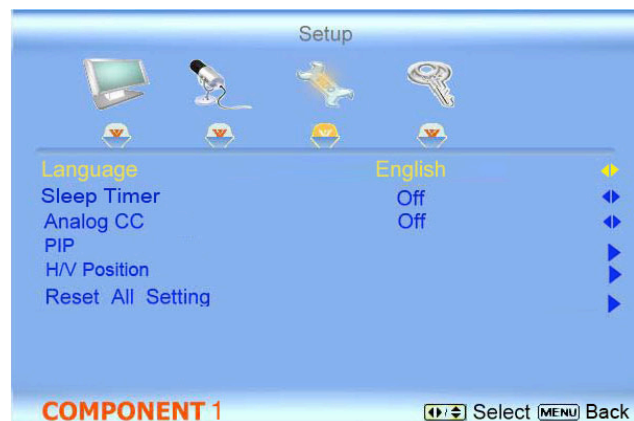 Setup
Language English
Sleep Timer Off
Analog CC Off
PIP
H/V Position
Reset All Setting
COMPONENT 1 Select MENU Back